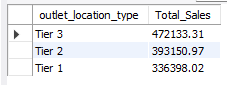 outlet_location_type Total_Sales
Tier 3 472133.31
Tier 2 393150.97
Tier 1 336398.02